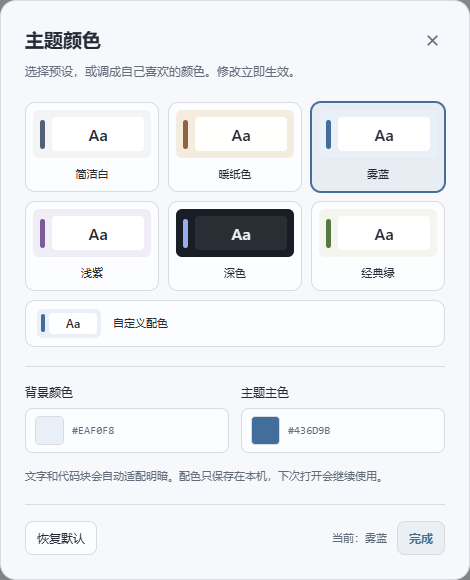 主题颜色
选择预设，或调成自己喜欢的颜色。修改立即生效。
Aa
Aa
Aa
简洁白
暖纸色
雾蓝
Aa
Aa
Aa
浅紫
深色
经典绿
Aa
自定义配色
背景颜色
主题主色
#EAF0F8
#436D9B
文字和代码块会自动适配明暗。配色只保存在本机，下次打开会继续使用。
恢复默认
当前：雾蓝
完成